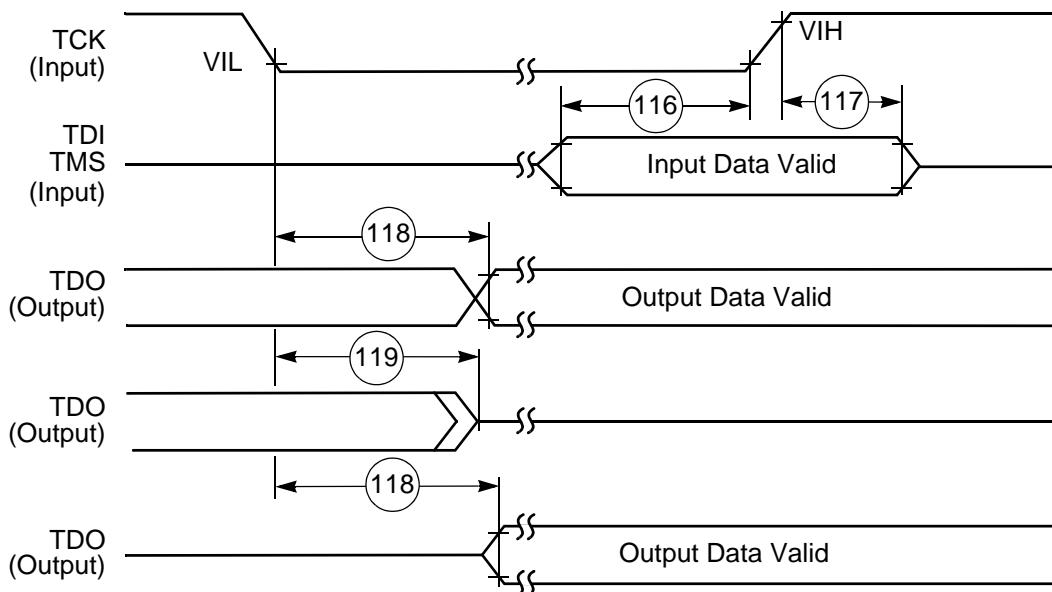 TCK
(Input)
VIL
VIH
116
117
TDI
TMS
(Input)
Input Data Valid
118
TDO
(Output)
Output Data Valid
119
TDO
(Output)
118
TDO
(Output)
Output Data Valid